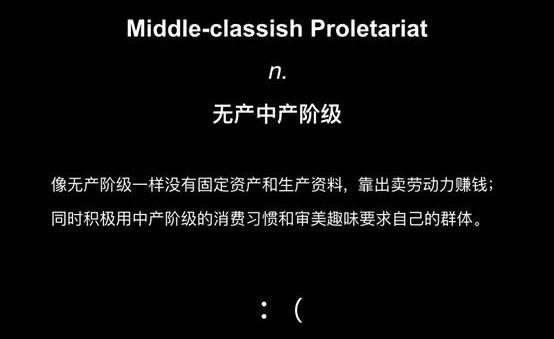 Middle-classish Proletariat
n.
无产中产阶级
像无产阶级一样没有固定资产和生产资料，靠出卖劳动力赚钱；
同时积极用中产阶级的消费习惯和审美趣味要求自己的群体。
：（